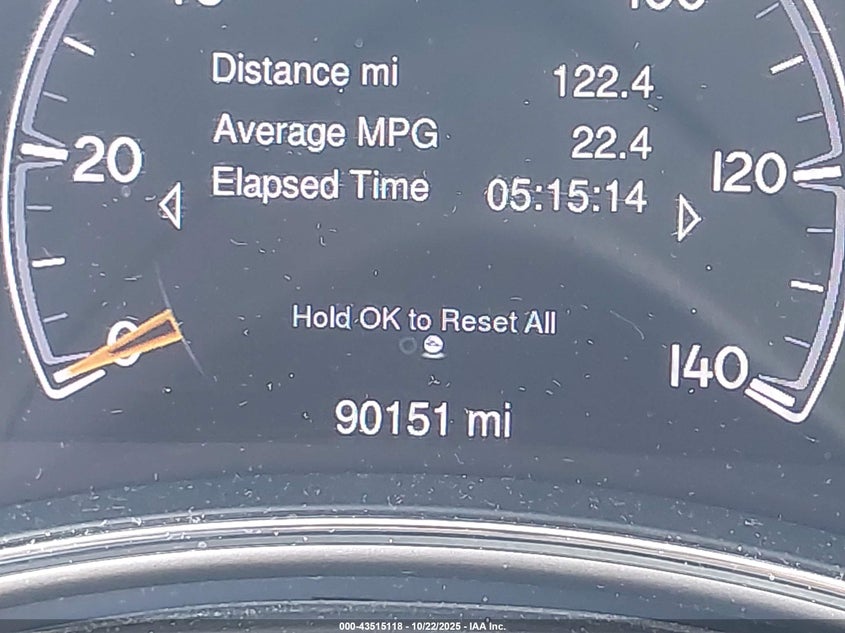 Distance mi 122.4
Average MPG 22.4
20 120
Elapsed Time 05:15:14
Hold OK to Reset All
0
140
90151 mi
000-43515118 - 10/22/2025 - IAA Inc.